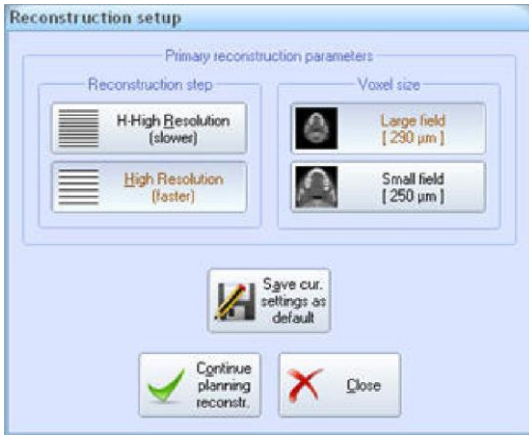 Reconstruction setup
Primary reconstruction parameters
Reconstruction step
Voxel size
H-High Resolution
(slower)
Large field
[ 290 µm ]
High Resolution
(faster)
Small field
[ 250 µm ]
Save cur.
settings as
default
Continue
planning
reconstr.
Close